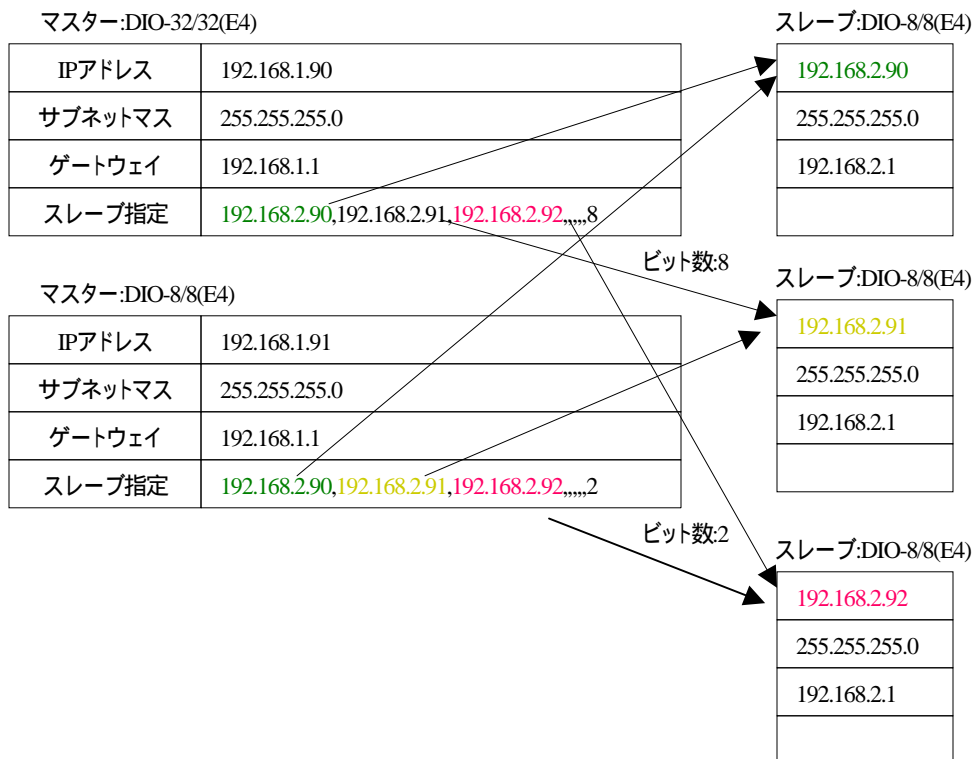 マスター:DIO-32/32(E4)
IPアドレス 192.168.1.90
サブネットマス 255.255.255.0
ゲートウェイ 192.168.1.1
スレーブ指定 192.168.2.90,192.168.2.91,192.168.2.92,,,,,,8
スレーブ:DIO-8/8(E4)
192.168.2.90
255.255.255.0
192.168.2.1
ビット数:8
マスター:DIO-8/8(E4)
IPアドレス 192.168.1.91
サブネットマス 255.255.255.0
ゲートウェイ 192.168.1.1
スレーブ指定 192.168.2.90,192.168.2.91,192.168.2.92,,,,,,2
スレーブ:DIO-8/8(E4)
192.168.2.91
255.255.255.0
192.168.2.1
ビット数:2
スレーブ:DIO-8/8(E4)
192.168.2.92
255.255.255.0
192.168.2.1